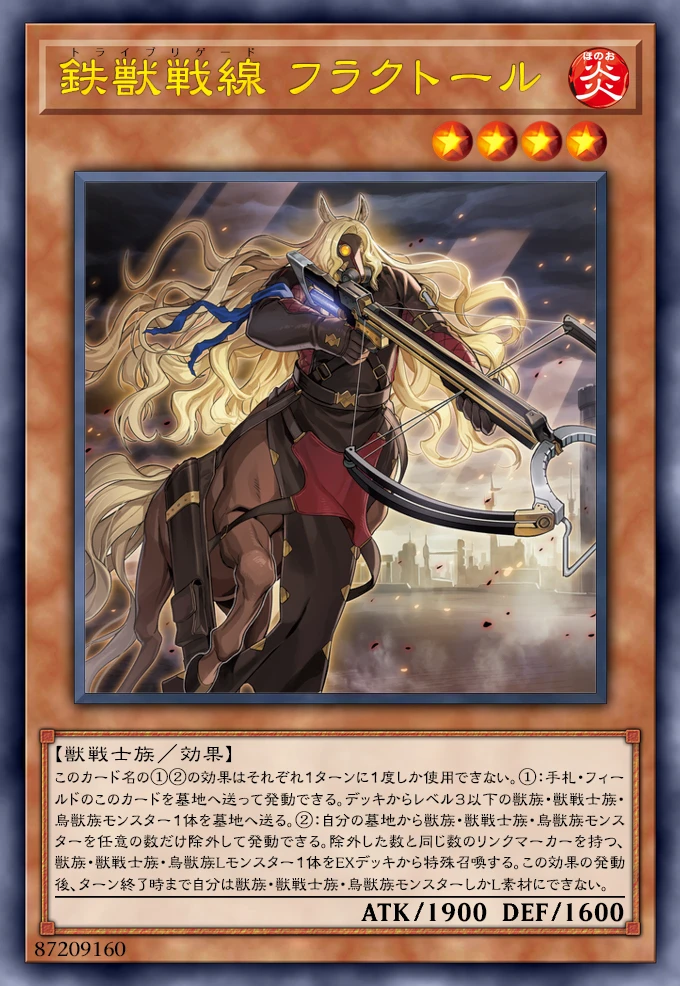 トライブリゲード
鉄獣戦線 フラクトール
ほのお
炎
【獣戦士族／効果】
このカード名の①②の効果はそれぞれ1ターンに1度しか使用できない。①：手札・フィ
ールドのこのカードを墓地へ送って発動できる。デッキからレベル3以下の獣族・獣戦士族・
鳥獣族モンスター1体を墓地へ送る。②：自分の墓地から獣族・獣戦士族・鳥獣族モンス
ターを任意の数だけ除外して発動できる。除外した数と同じ数のリンクマーカーを持つ、
獣族・獣戦士族・鳥獣族Lモンスター1体をEXデッキから特殊召喚する。この効果の発動
後、ターン終了時まで自分は獣族・獣戦士族・鳥獣族モンスターしかL素材にできない。
ATK/1900 DEF/1600
87209160